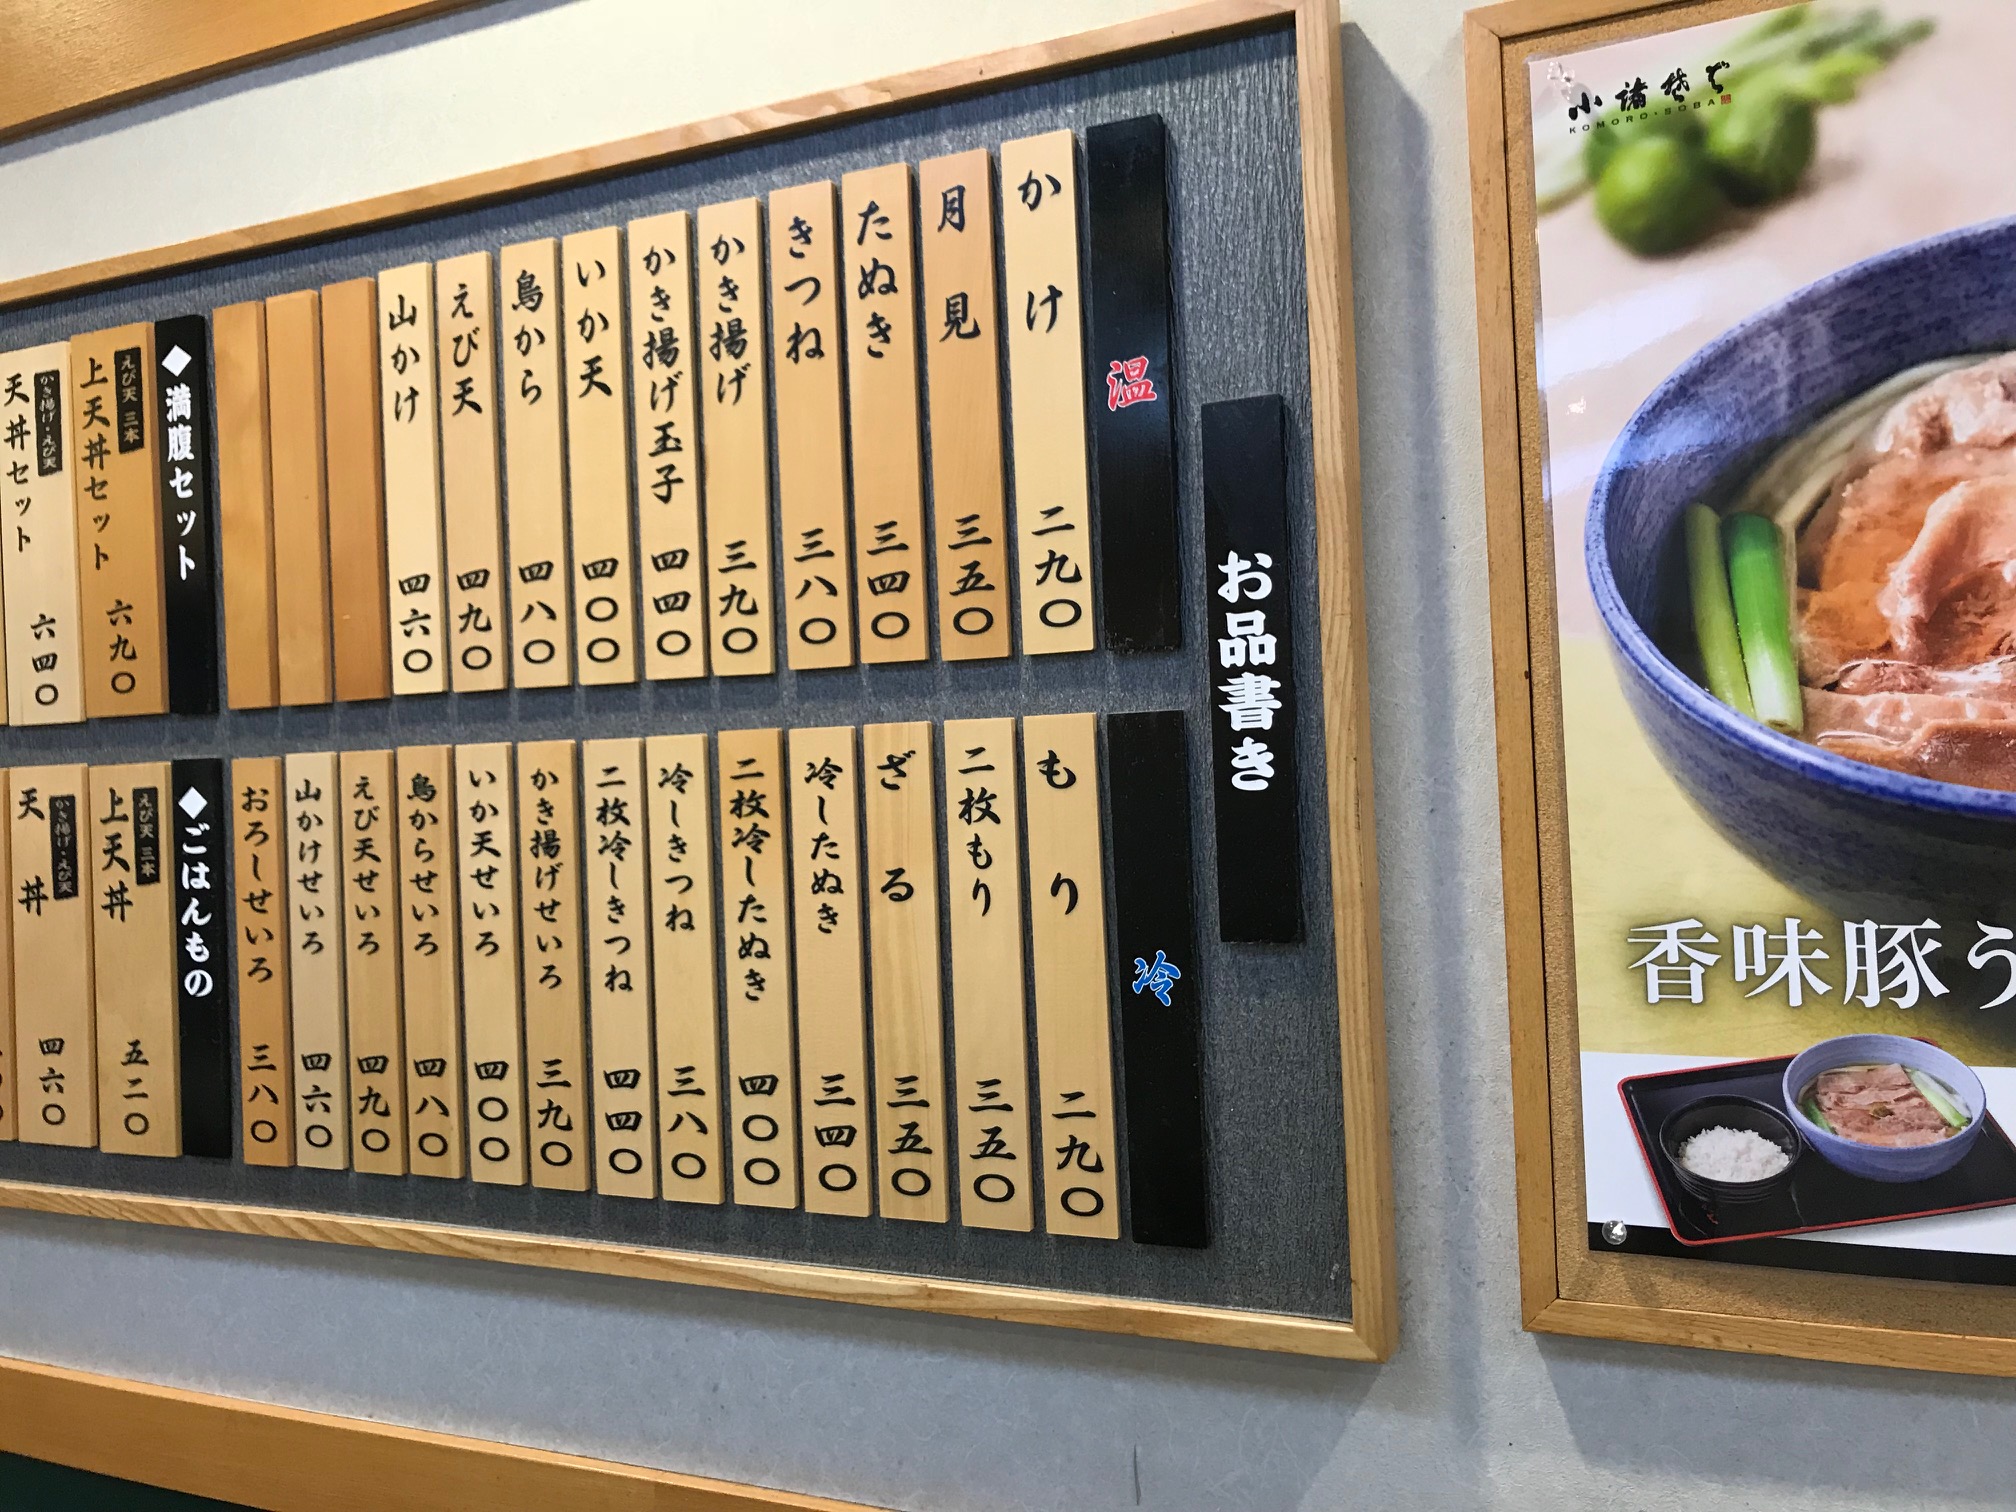 お品書き
温
かけ 二九〇
月見 三五〇
たぬき 三四〇
きつね 三八〇
かき揚げ 三九〇
かき揚げ玉子 四四〇
いか天 四〇〇
鳥から 四八〇
えび天 四九〇
山かけ 四六〇
◆満腹セット
えび天 三本
上天丼セット 六九〇
かき揚げ・えび天
天丼セット 六四〇
冷
もり 二九〇
二枚もり 三五〇
ざる 三五〇
冷したぬき 三四〇
二枚冷したぬき 四〇〇
冷しきつね 三八〇
二枚冷しきつね 四四〇
かき揚げせいろ 三九〇
いか天せいろ 四〇〇
鳥からせいろ 四八〇
えび天せいろ 四九〇
山かけせいろ 四六〇
おろしせいろ 三八〇
◆ごはんもの
えび天 三本
上天丼 五二〇
かき揚げ・えび天
天丼 四六〇
小諸そば
KOMORO・SOBA
香味豚う